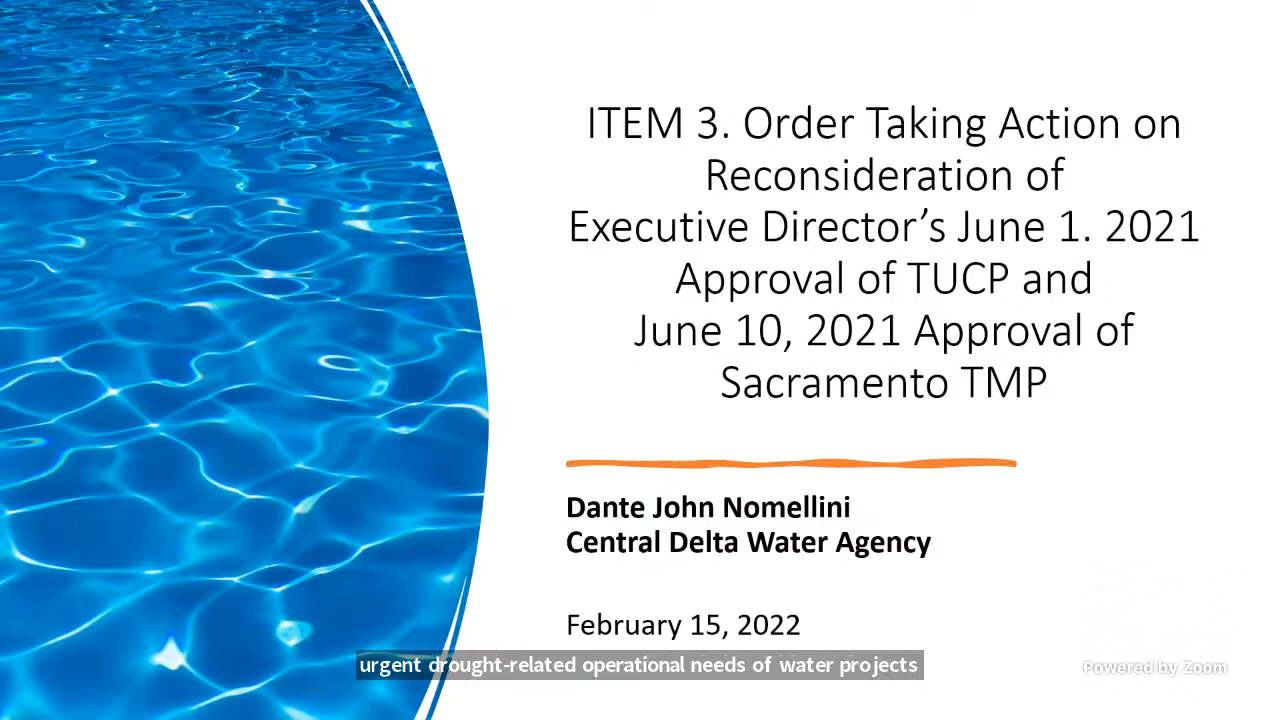 ITEM 3. Order Taking Action on
Reconsideration of
Executive Director’s June 1. 2021
Approval of TUCP and
June 10, 2021 Approval of
Sacramento TMP
Dante John Nomellini
Central Delta Water Agency
February 15, 2022
urgent drought-related operational needs of water projects
Powered by Zoom